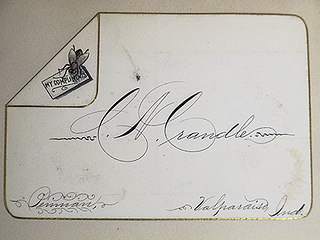 MY COMPLIMENTS
C. N. Crandle.
Penman,
Valparaiso, Ind.